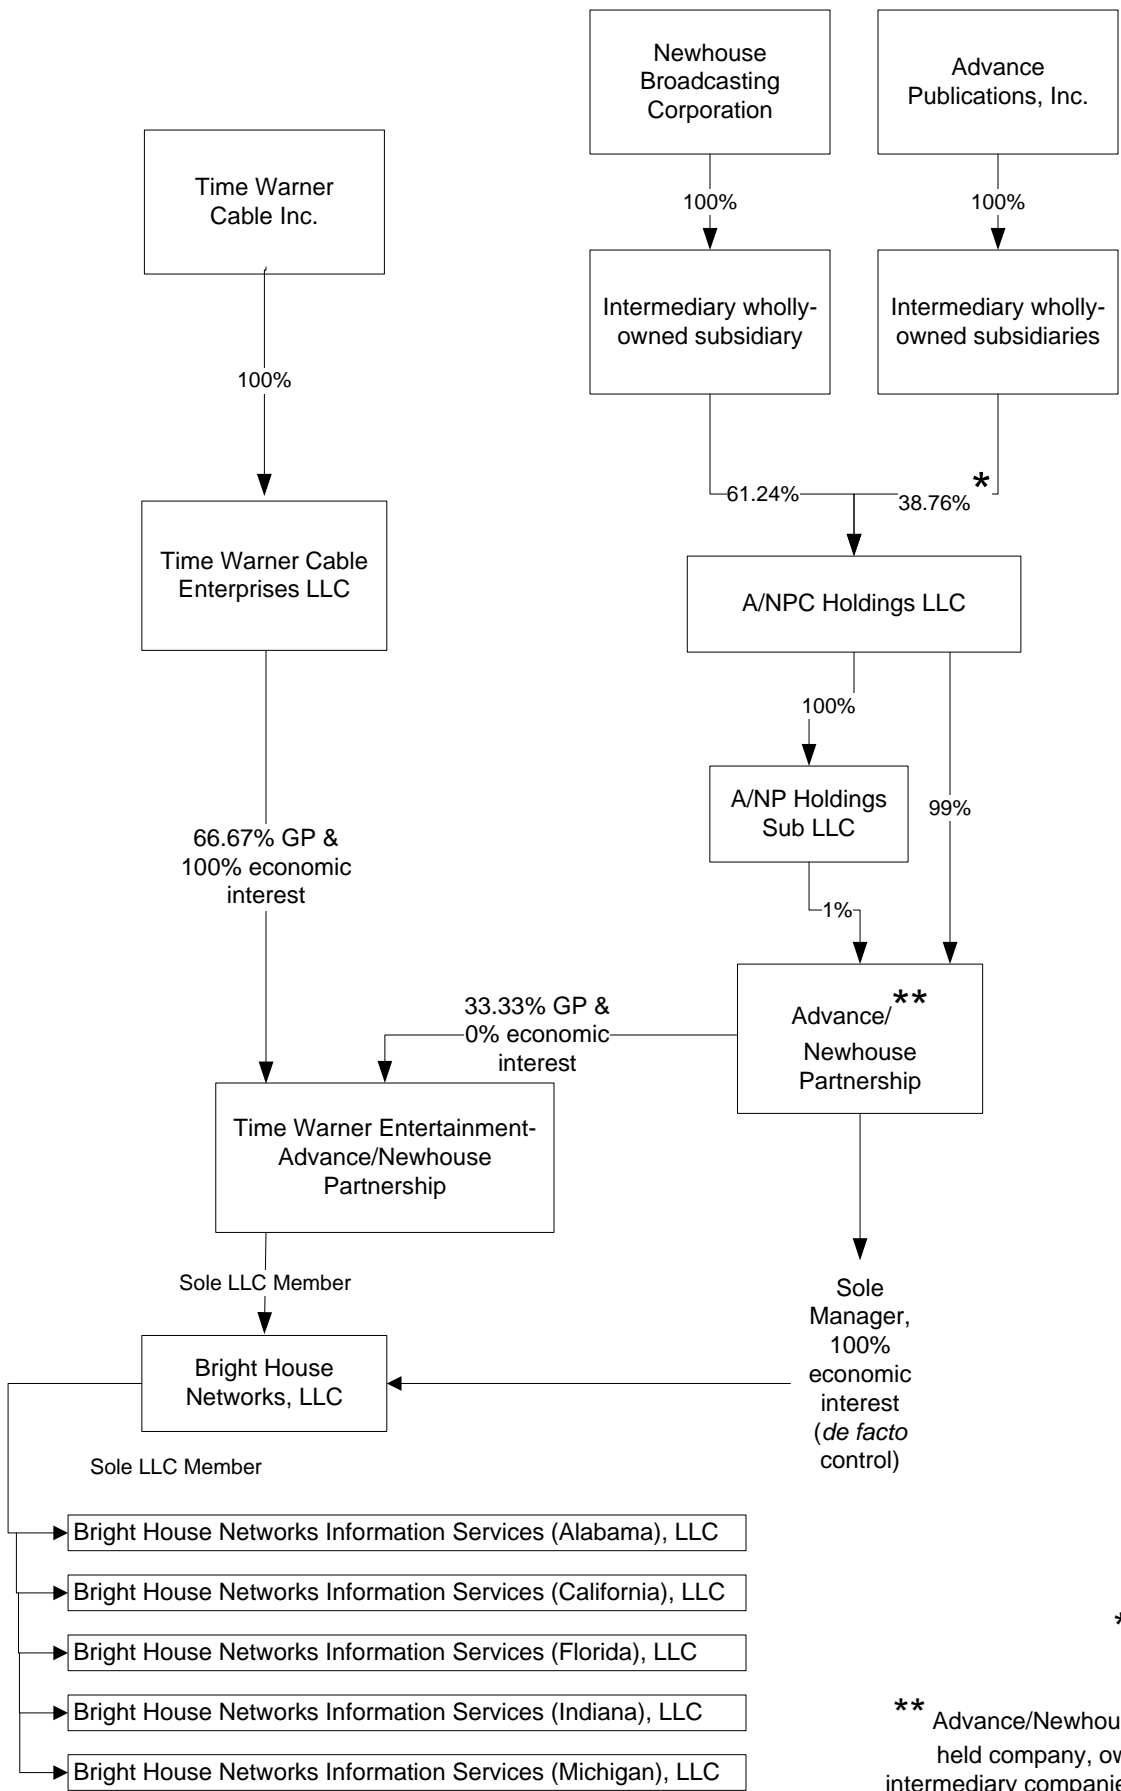 Newhouse
Broadcasting
Corporation
Advance
Publications, Inc.
Time Warner
Cable Inc.
100%
100%
Intermediary wholly-
owned subsidiary
Intermediary wholly-
owned subsidiaries
100%
61.24%
38.76% *
Time Warner Cable
Enterprises LLC
A/NPC Holdings LLC
100%
A/NP Holdings
Sub LLC
99%
66.67% GP &
100% economic
interest
1%
33.33% GP &
0% economic
interest
Advance/**
Newhouse
Partnership
Time Warner Entertainment-
Advance/Newhouse
Partnership
Sole LLC Member
Sole
Manager,
100%
economic
interest
(de facto
control)
Bright House
Networks, LLC
Sole LLC Member
Bright House Networks Information Services (Alabama), LLC
Bright House Networks Information Services (California), LLC
Bright House Networks Information Services (Florida), LLC
Bright House Networks Information Services (Indiana), LLC
Bright House Networks Information Services (Michigan), LLC
*
** Advance/Newhou
held company, ow
intermediary companie